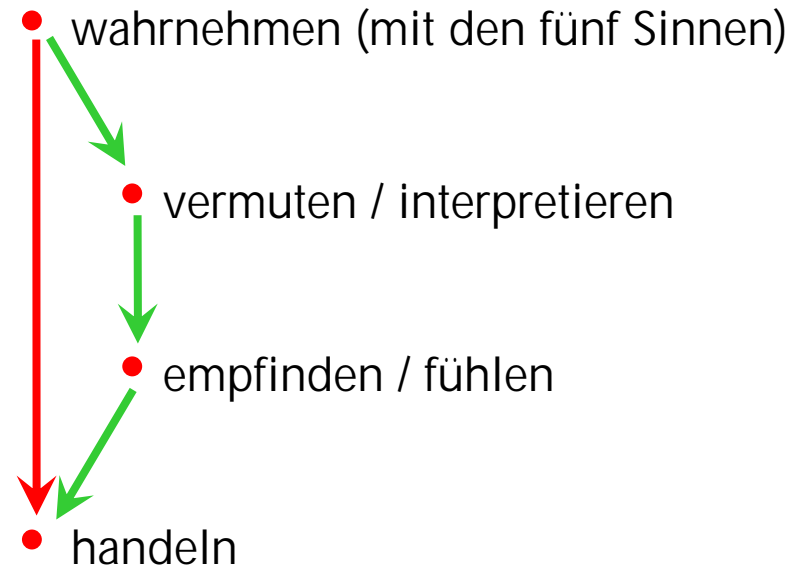 wahrnehmen (mit den fünf Sinnen)
vermuten / interpretieren
empfinden / fühlen
handeln